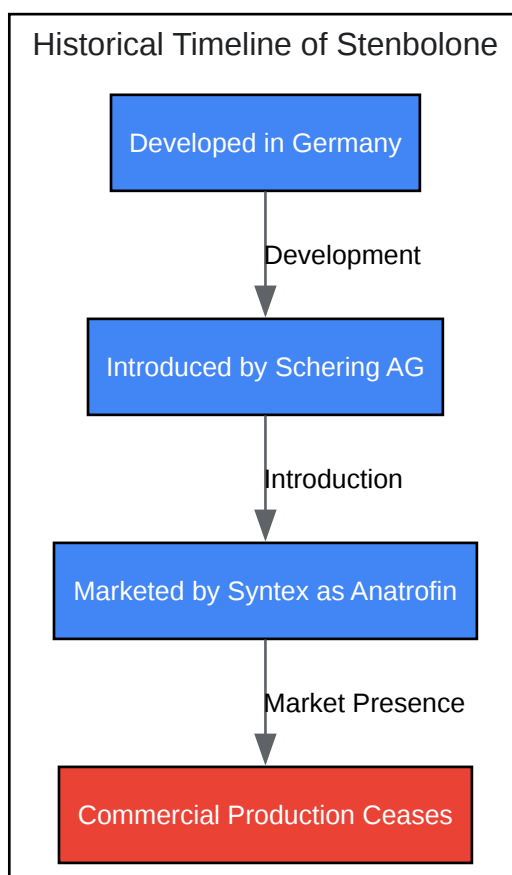 Historical Timeline of Stenbolone
Developed in Germany
Development
Introduced by Schering AG
Introduction
Marketed by Syntex as Anatrofin
Market Presence
Commercial Production Ceases